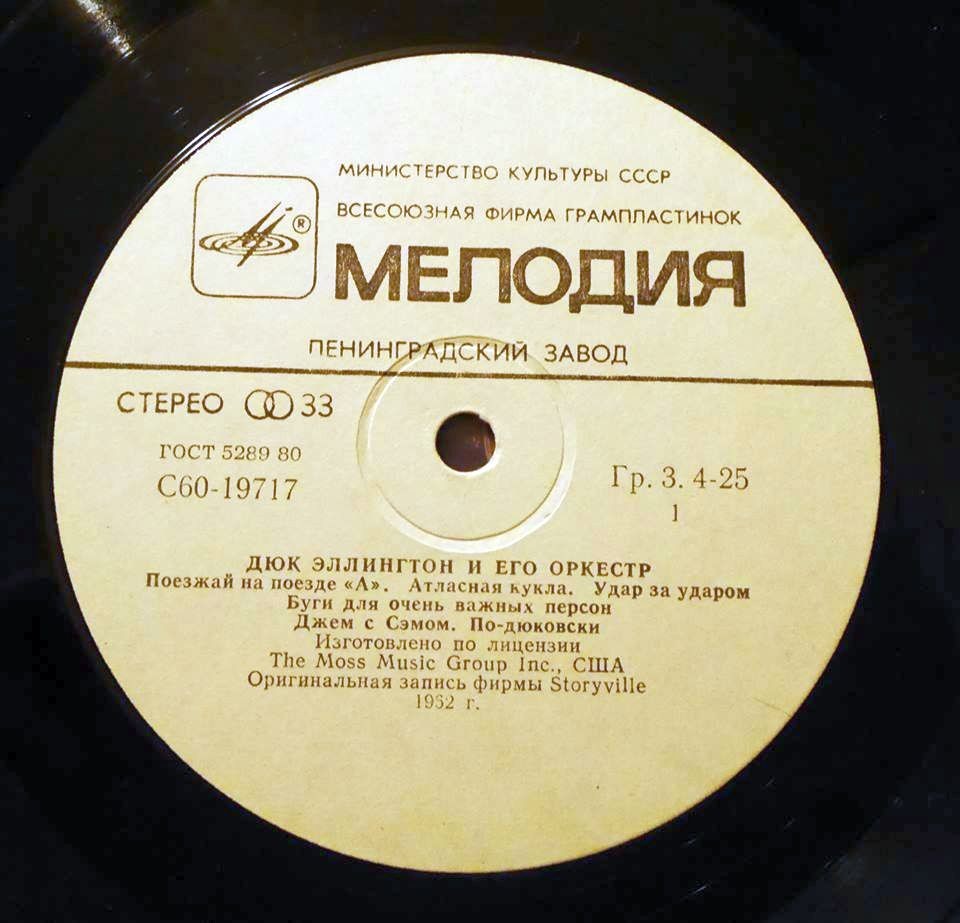 МИНИСТЕРСТВО КУЛЬТУРЫ СССР
ВСЕСОЮЗНАЯ ФИРМА ГРАМПЛАСТИНОК
®
МЕЛОДИЯ
ЛЕНИНГРАДСКИЙ ЗАВОД
СТЕРЕО 33
ГОСТ 5289 80
С60-19717
Гр. 3. 4-25
1
ДЮК ЭЛЛИНГТОН И ЕГО ОРКЕСТР
Поезжай на поезде «А». Атласная кукла. Удар за ударом
Буги для очень важных персон
Джем с Сэмом. По-дюковски
Изготовлено по лицензии
The Moss Music Group Inc., США
Оригинальная запись фирмы Storyville
1962 г.